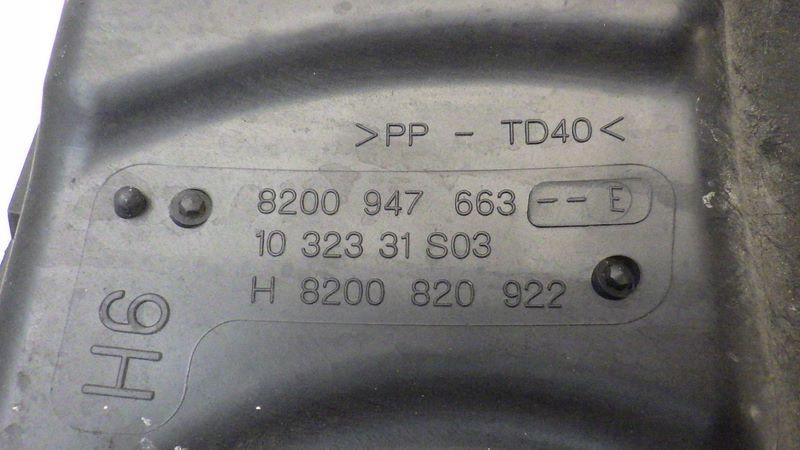 >PP - TD40<
8200 947 663 -- E
10 323 31 S03
H 8200 820 922
H6